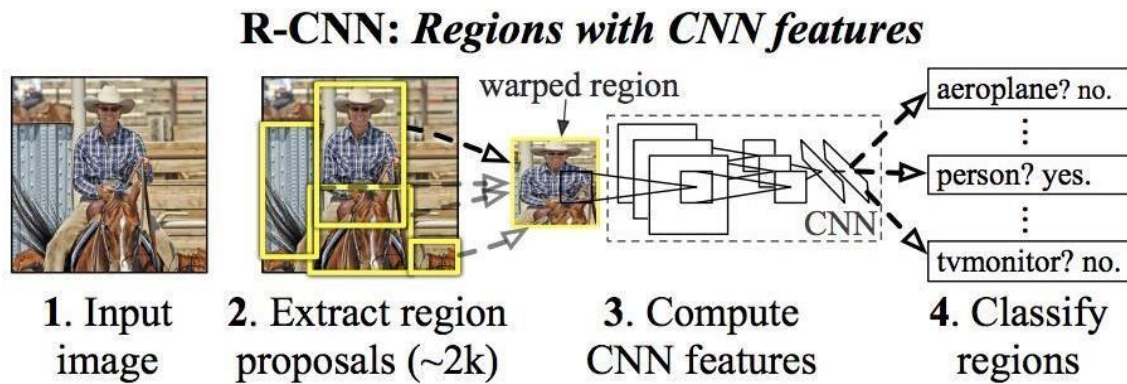 R-CNN: Regions with CNN features
warped region
aeroplane? no.
person? yes.
CNN
tvmonitor? no.
1. Input
image
2. Extract region
proposals (~2k)
3. Compute
CNN features
4. Classify
regions